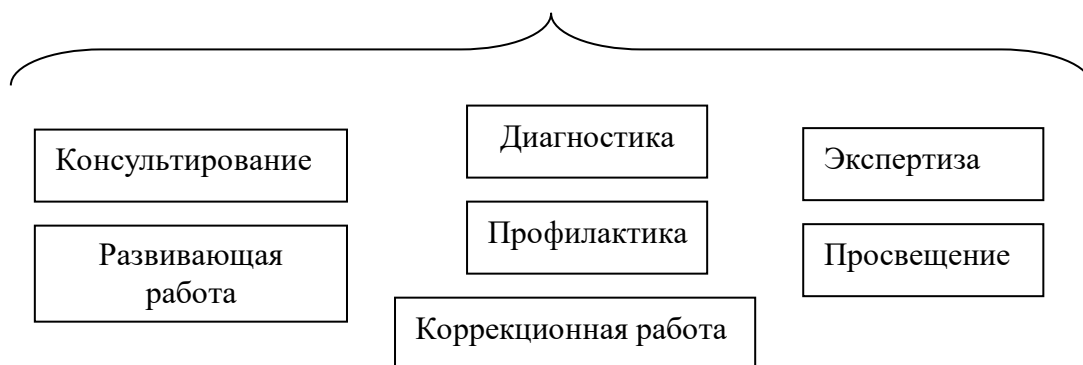 Консультирование
Диагностика
Экспертиза
Развивающая
работа
Профилактика
Просвещение
Коррекционная работа